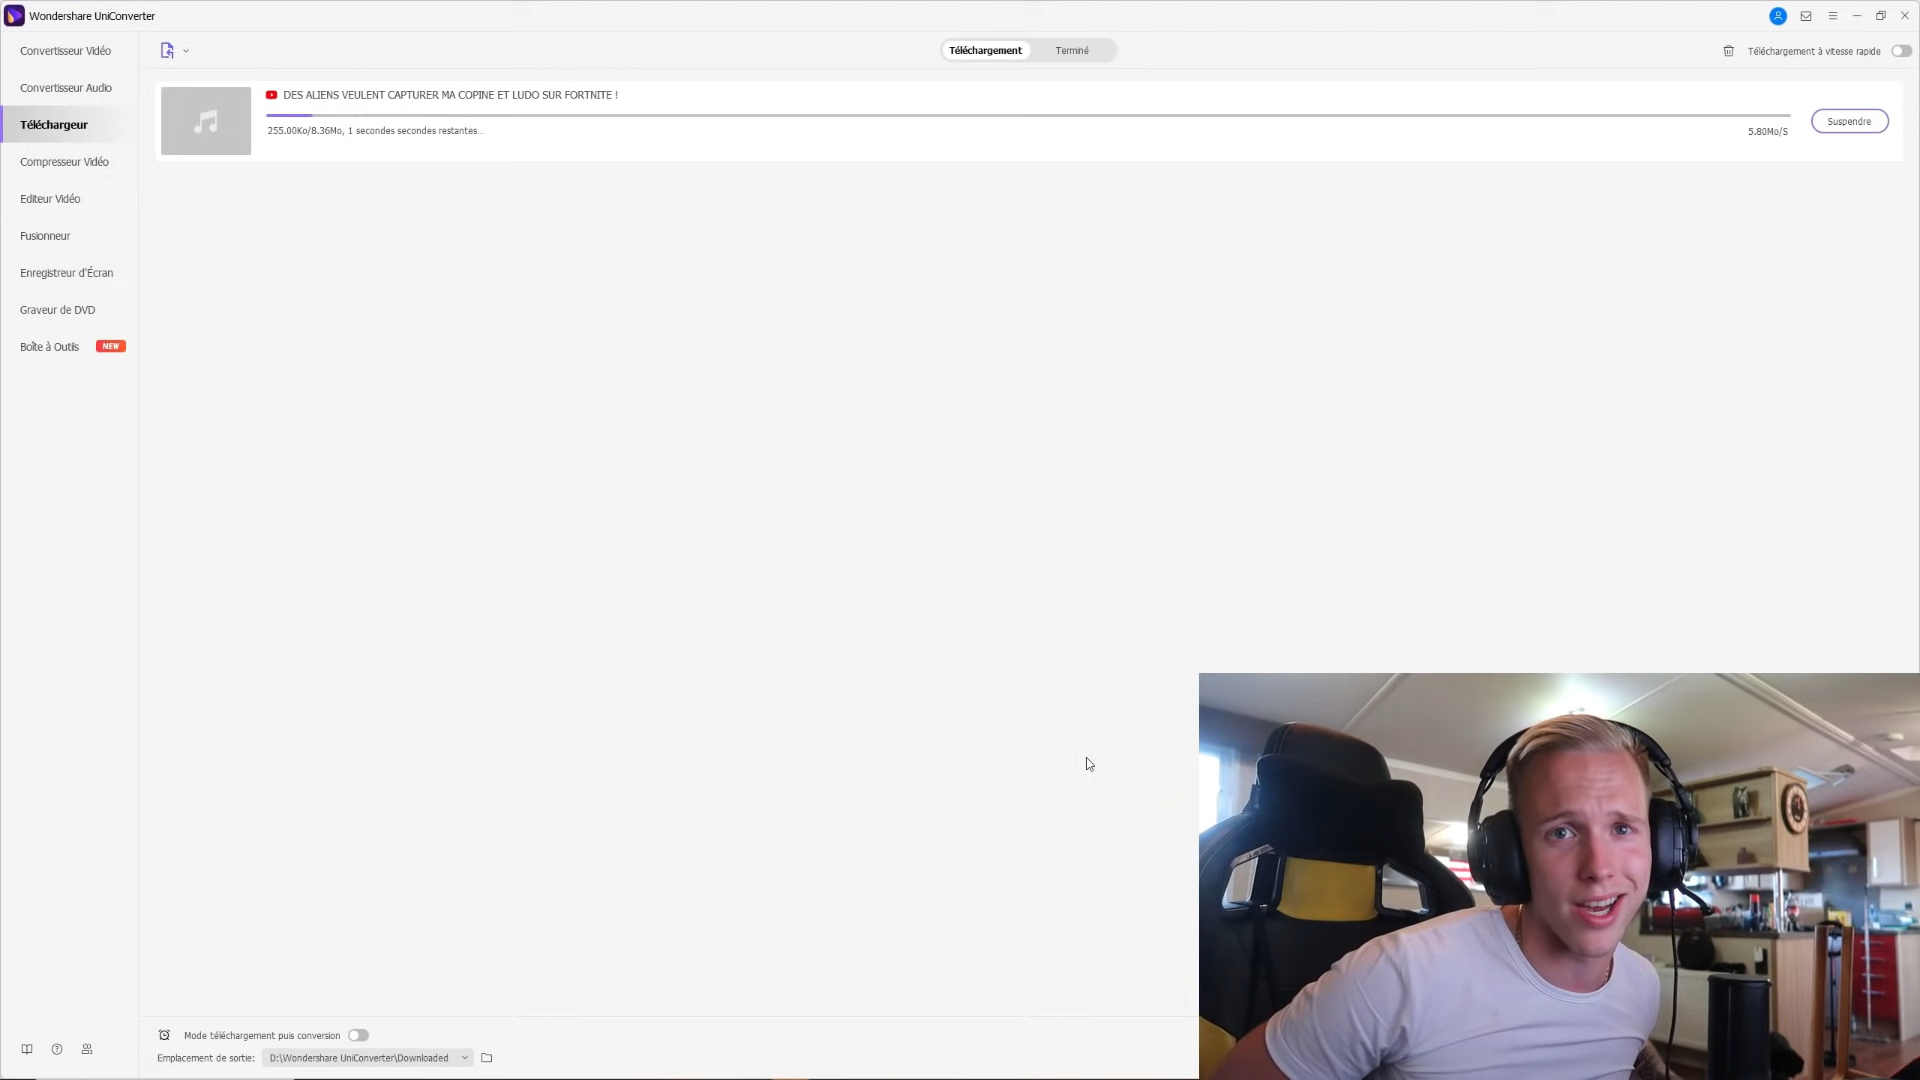 Wondershare UniConverter
Convertisseur Vidéo
Téléchargement
Terminé
Téléchargement à vitesse rapide
Convertisseur Audio
DES ALIENS VEULENT CAPTURER MA COPINE ET LUDO SUR FORTNITE !
Téléchargeur
255.00Ko/8.36Mo, 1 secondes secondes restantes...
5.80Mo/S
Suspendre
Compresseur Vidéo
Editeur Vidéo
Fusionneur
Enregistreur d'Écran
Graveur de DVD
Boîte à Outils NEW
Mode téléchargement puis conversion
Emplacement de sortie: D:\Wondershare UniConverter\Downloaded